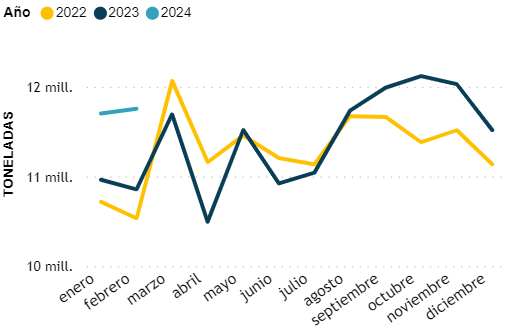 Año 2022 2023 2024
TONELADAS
12 mill.
11 mill.
10 mill.
enero
febrero
marzo
abril
mayo
junio
julio
agosto
septiembre
octubre
noviembre
diciembre